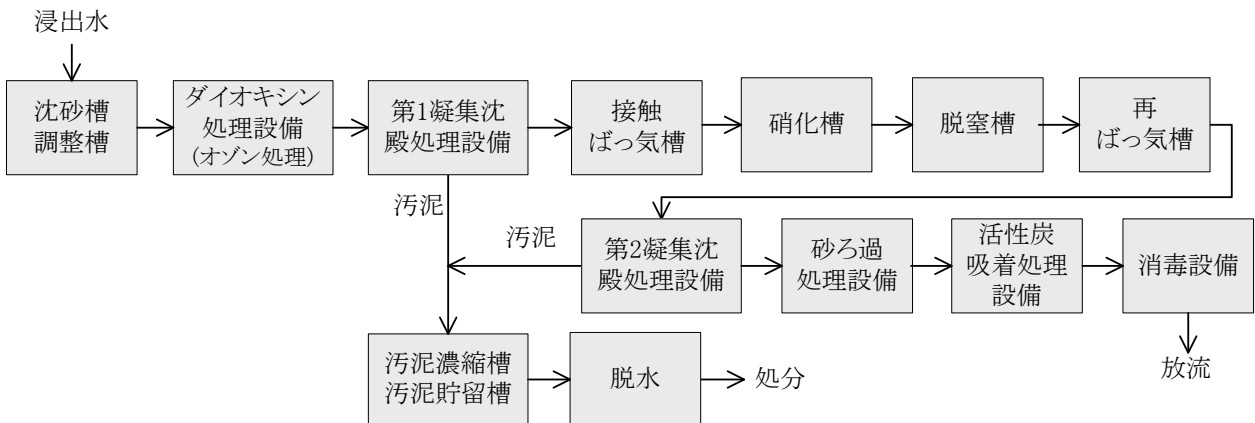 浸出水
沈砂槽
調整槽
ダイオキシン
処理設備
(オゾン処理)
第1凝集沈
殿処理設備
接触
ばっ気槽
硝化槽
脱窒槽
再
ばっ気槽
汚泥
汚泥
第2凝集沈
殿処理設備
砂ろ過
処理設備
活性炭
吸着処理
設備
消毒設備
汚泥濃縮槽
汚泥貯留槽
脱水
処分
放流